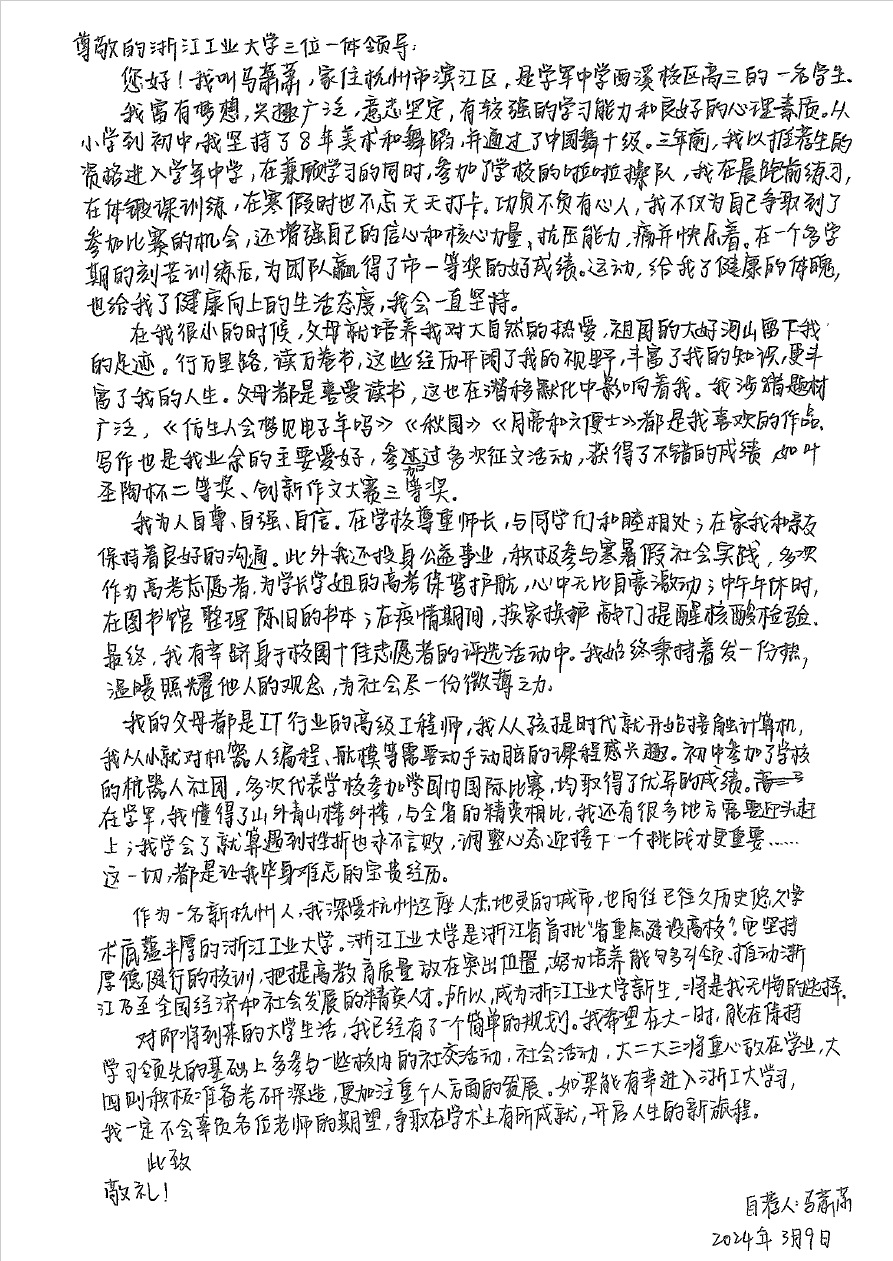 尊敬的浙江工业大学三位一体领导：
您好！我叫马萧萧，家住杭州市滨江区，是学军中学西溪校区高三的一名学生．
我富有梦想，兴趣广泛，意志坚定，有较强的学习能力和良好的心理素质。从
小学到初中，我坚持了8年美术和舞蹈，并通过了中国舞十级。三年前，我以推荐生的
资格进入学军中学，在兼顾学习的同时，参加了学校的啦啦操队，我在晨跑前练习，
在体锻课训练，在寒假时也不忘天天打卡。功负不负有心人，我不仅为自己争取到了
参加比赛的机会，还增强自己的信心和核心力量、抗压能力，痛并快乐着。在一个多学
期的刻苦训练后，为团队赢得了市一等奖的好成绩。运动，给我了健康的体魄，
也给我了健康向上的生活态度，我会一直坚持。
在我很小的时候，父母就培养我对大自然的热爱，祖国的大好河山留下我
的足迹。行万里路，读万卷书，这些经历开阔了我的视野，丰富了我的知识，更丰
富了我的人生。父母都是喜爱读书，这也在潜移默化中影响着我。我涉猎题材
广泛，《仿生人会梦见电子羊吗》《秋园》《月亮和六便士》都是我喜欢的作品．
写作也是我业余的主要爱好，参加过多次征文活动，获得了不错的成绩，如叶
圣陶杯二等奖、创新作文大赛三等奖．
我为人自尊、自强、自信．在学校尊重师长，与同学们和睦相处；在家我和亲友
保持着良好的沟通。此外我还投身公益事业，积极参与寒暑假社会实践，多次
作为高考志愿者，为学长学姐的高考保驾护航，心中无比自豪激动；中午午休时，
在图书馆整理陈旧的书本；在疫情期间，挨家挨户敲门提醒核酸检验．
最终，我有幸跻身于校园十佳志愿者的评选活动中。我始终秉持着发一份热，
温暖照耀他人的观念，为社会尽一份微薄之力．
我的父母都是IT行业的高级工程师，我从孩提时代就开始接触计算机，
我从小就对机器人编程、航模等需要动手动脑的课程感兴趣。初中参加了学校
的机器人社团，多次代表学校参加学国内国际比赛，均取得了优异的成绩。
在学军，我懂得了山外青山楼外楼，与全省的精英相比，我还有很多地方需要迎头赶
上；我学会了就算遇到挫折也永不言败，调整心态迎接下一个挑战才更重要……
这一切，都是让我毕身难忘的宝贵经历．
作为一名新杭州人，我深爱杭州这座人杰地灵的城市，也向往已径久历史悠久学
术底蕴丰厚的浙江工业大学。浙江工业大学是浙江省首批“省重点建设高校”．它坚持
厚德健行的校训，把提高教育质量放在突出位置，努力培养能够多引领、推动浙
江乃至全国经济和社会发展的精英人才。所以，成为浙江工业大学新生，将是我无悔的选择．
对即将到来的大学生活，我已经有了一个简单的规划。我希望在大一时，能在保持
学习领先的基础上多参与一些校内的社交活动，社会活动，大二大三将重心放在学业，大
四则积极准备考研深造，更加注重个人方面的发展。如果能有幸进入浙工大学习，
我一定不会辜负各位老师的期望，争取在学术上有所成就，开启人生的新旅程。
此致
敬礼！
自荐人：马萧萧
2024年3月9日